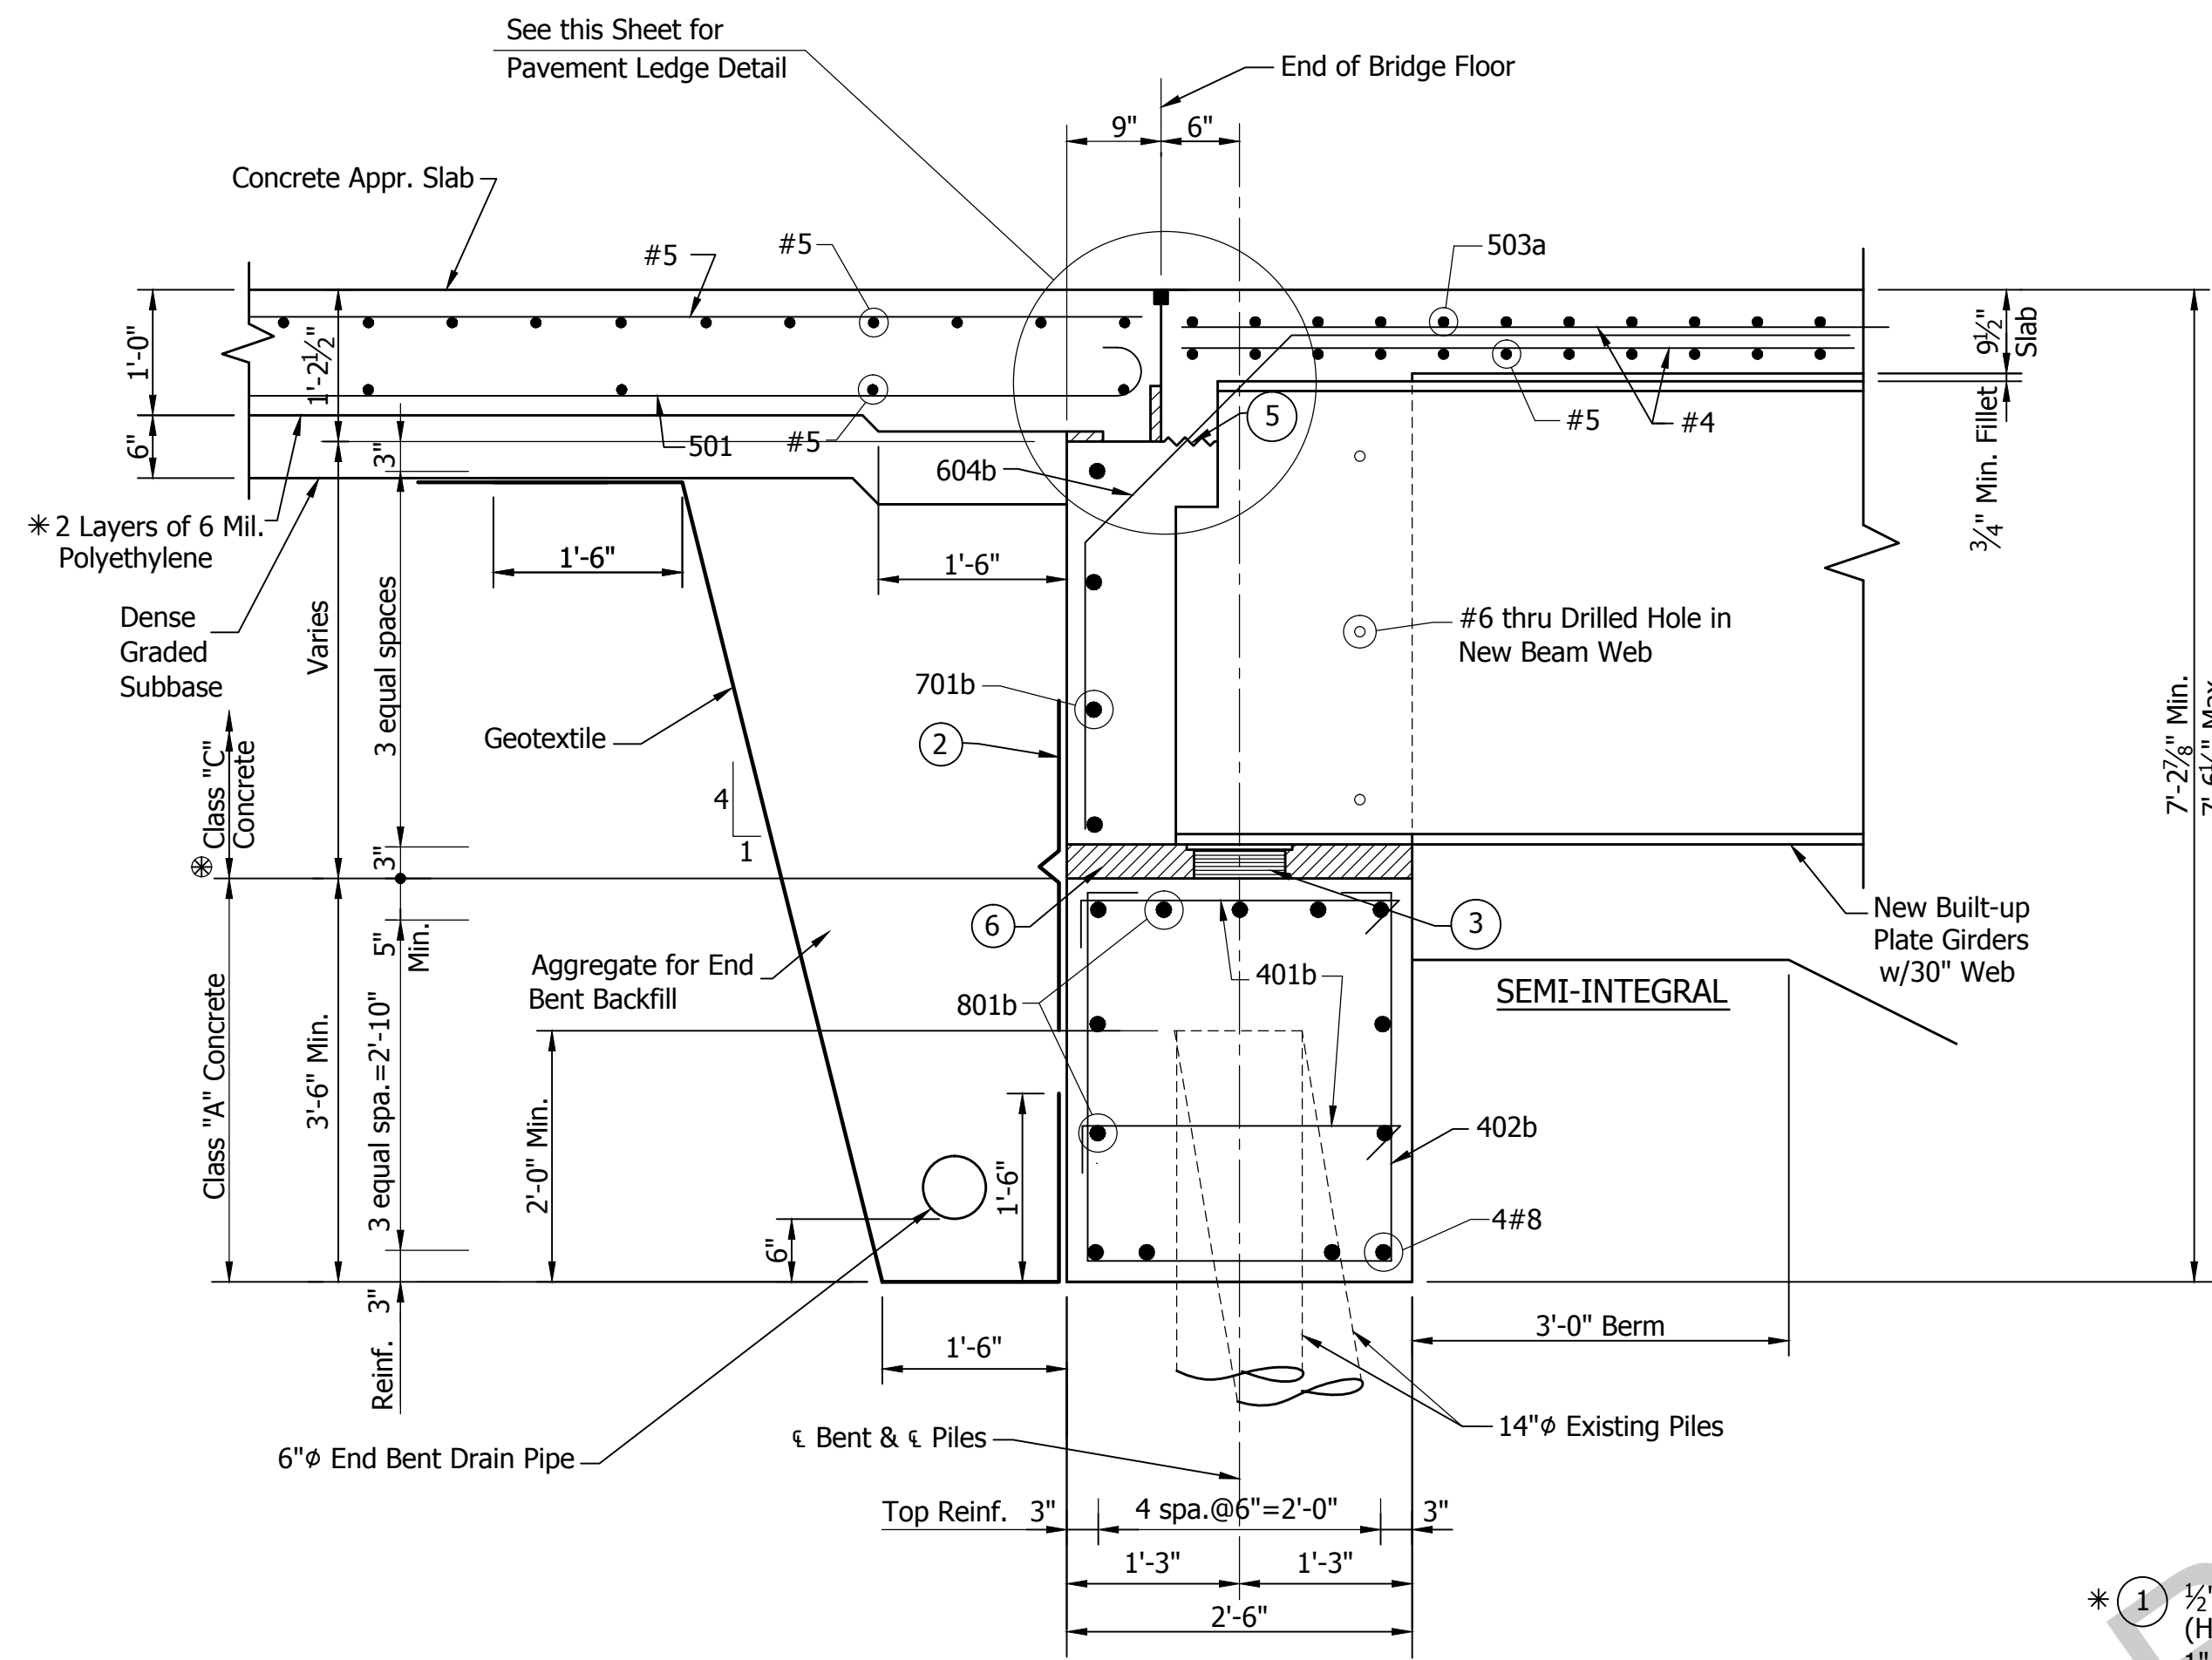 See this Sheet for
Pavement Ledge Detail
End of Bridge Floor
9"
6"
Concrete Appr. Slab
#5
#5
503a
1'-0"
1'-2½"
9½"
Slab
6"
3"
501
#5
5
#5
#4
¾" Min. Fillet
604b
✳ 2 Layers of 6 Mil.
Polyethylene
1'-6"
1'-6"
Dense
Graded
Subbase
Varies
3 equal spaces
#6 thru Drilled Hole in
New Beam Web
701b
Geotextile
2
7'-2⅞" Min.
7'-6¼" Max.
Class "C"
Concrete
4
1
3"
6
3
New Built-up
Plate Girders
w/30" Web
5"
Min.
Aggregate for End
Bent Backfill
401b
SEMI-INTEGRAL
801b
Class "A" Concrete
3'-6" Min.
3 equal spa.=2'-10"
2'-0" Min.
402b
1'-6"
6"
4#8
Reinf. 3"
1'-6"
3'-0" Berm
6"ϕ End Bent Drain Pipe
℄ Bent & ℄ Piles
14"ϕ Existing Piles
Top Reinf. 3" 4 spa.@6"=2'-0" 3"
1'-3"
1'-3"
2'-6"
✳ 1 ½"
(H
1"